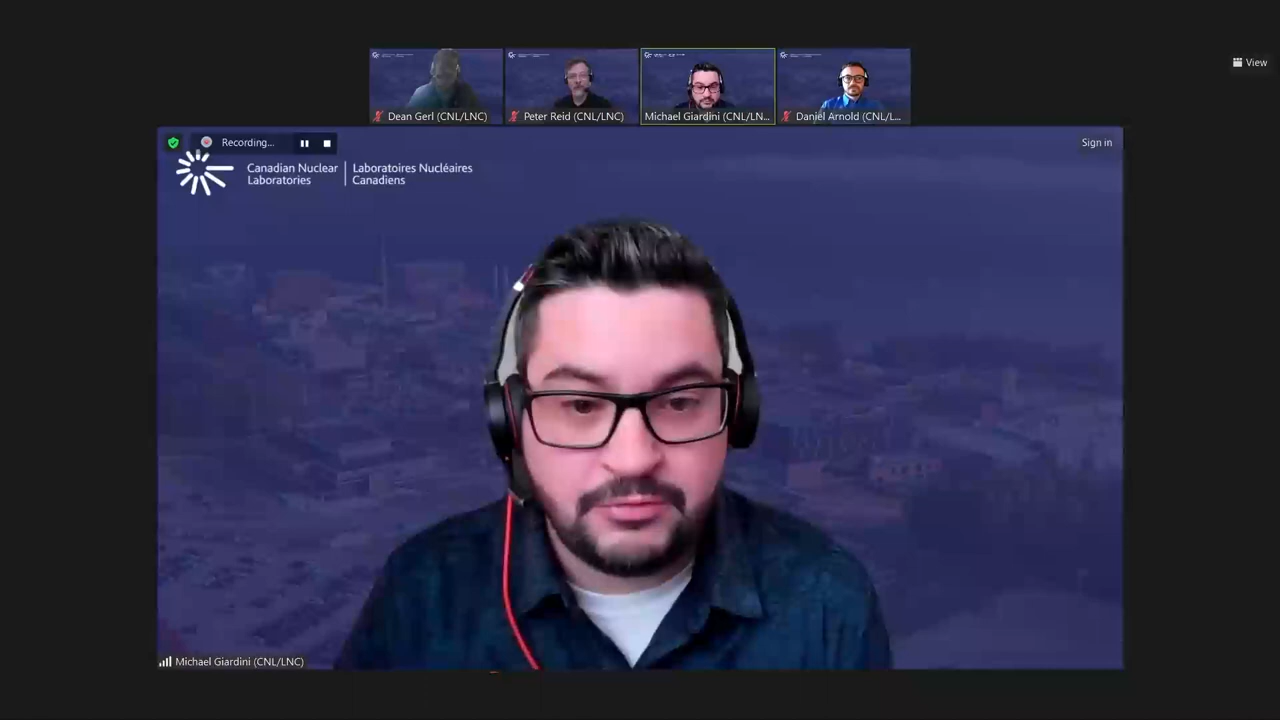 View
Dean Gerl (CNL/LNC)
Peter Reid (CNL/LNC)
Michael Giardini (CNL/LN...
Daniel Arnold (CNL/L...
Recording...
Sign in
Canadian Nuclear
Laboratories
Laboratoires Nucléaires
Canadiens
Michael Giardini (CNL/LNC)